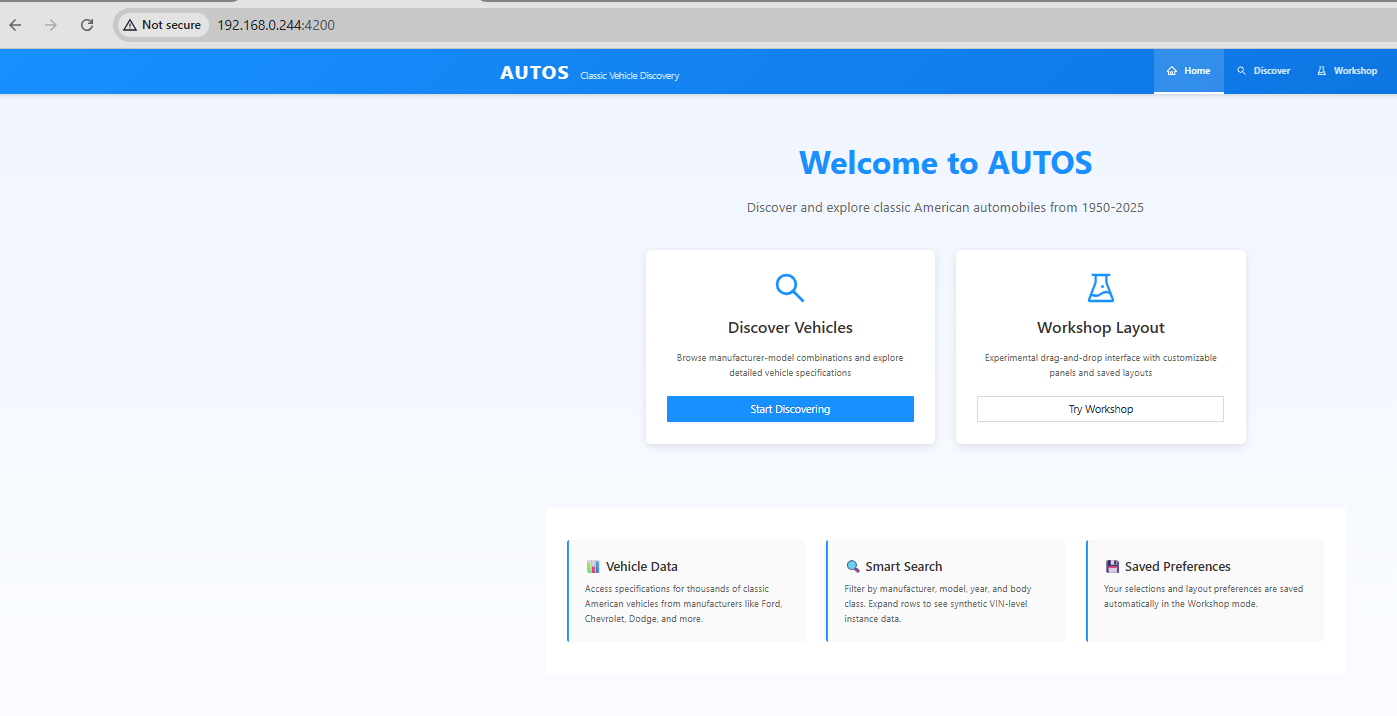 Not secure 192.168.0.244:4200
AUTOS Classic Vehicle Discovery Home Discover Workshop
Welcome to AUTOS
Discover and explore classic American automobiles from 1950-2025
Discover Vehicles
Browse manufacturer-model combinations and explore
detailed vehicle specifications
Start Discovering
Workshop Layout
Experimental drag-and-drop interface with customizable
panels and saved layouts
Try Workshop
Vehicle Data
Access specifications for thousands of classic
American vehicles from manufacturers like Ford,
Chevrolet, Dodge, and more.
Smart Search
Filter by manufacturer, model, year, and body
class. Expand rows to see synthetic VIN-level
instance data.
Saved Preferences
Your selections and layout preferences are saved
automatically in the Workshop mode.